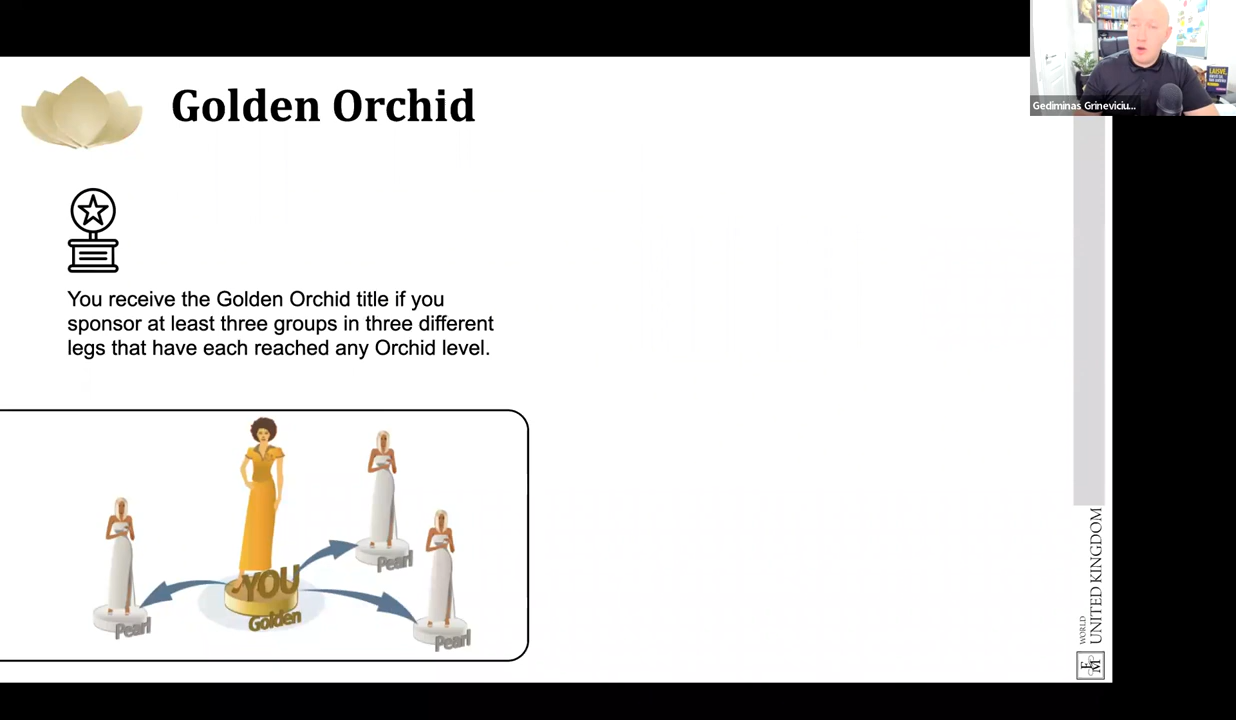 Golden Orchid
Gediminas Grineviciu...
You receive the Golden Orchid title if you
sponsor at least three groups in three different
legs that have each reached any Orchid level.
YOU
Golden
Pearl
Pearl
Pearl
WORLD
UNITED KINGDOM
FM